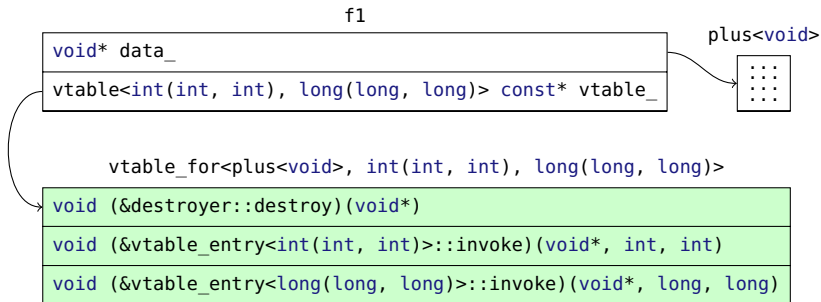 f1
plus<void>
void* data_
vtable<int(int, int), long(long, long)> const* vtable_
vtable_for<plus<void>, int(int, int), long(long, long)>
void (&destroyer::destroy)(void*)
void (&vtable_entry<int(int, int)>::invoke)(void*, int, int)
void (&vtable_entry<long(long, long)>::invoke)(void*, long, long)